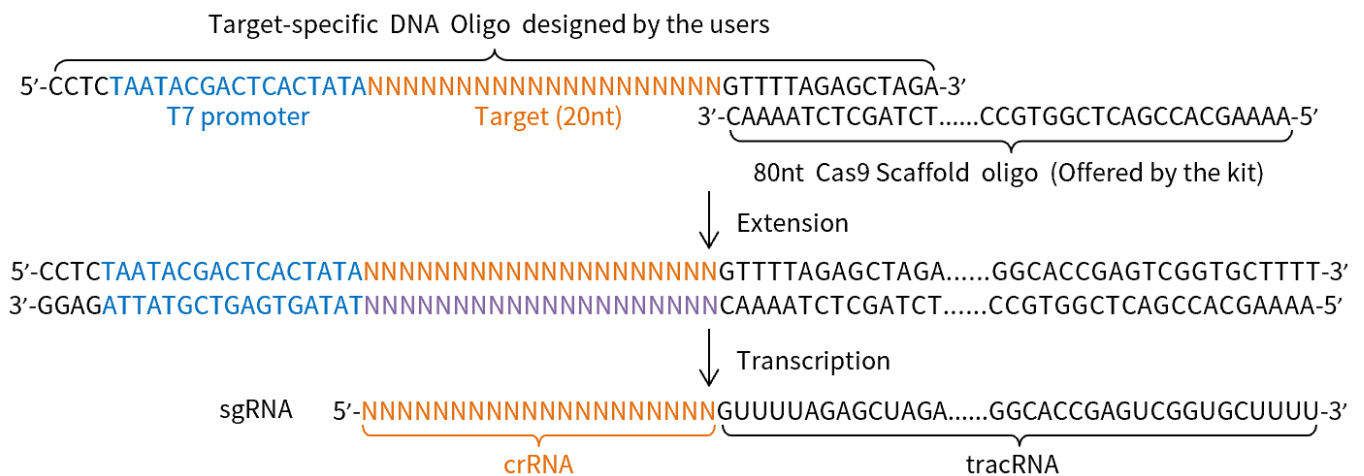 Target-specific DNA Oligo designed by the users
5′-CCTCTAATACGACTCACTATANNNNNNNNNNNNNNNNNNNNGTTTTAGAGCTAGA-3′
T7 promoter Target (20nt) 3′-CAAAATCTCGATCT......CCGTGGCTCAGCCACGAAAA-5′
80nt Cas9 Scaffold oligo (Offered by the kit)
Extension
5′-CCTCTAATACGACTCACTATANNNNNNNNNNNNNNNNNNNNGTTTTAGAGCTAGA......GGCACCGAGTCGGTGCTTTT-3′
3′-GGAGATTATGCTGAGTGATATNNNNNNNNNNNNNNNNNNNNCAAAATCTCGATCT......CCGTGGCTCAGCCACGAAAA-5′
Transcription
sgRNA 5′-NNNNNNNNNNNNNNNNNNNNGUUUUAGAGCUAGA......GGCACCGAGUCGGUGCUUUU-3′
crRNA tracRNA